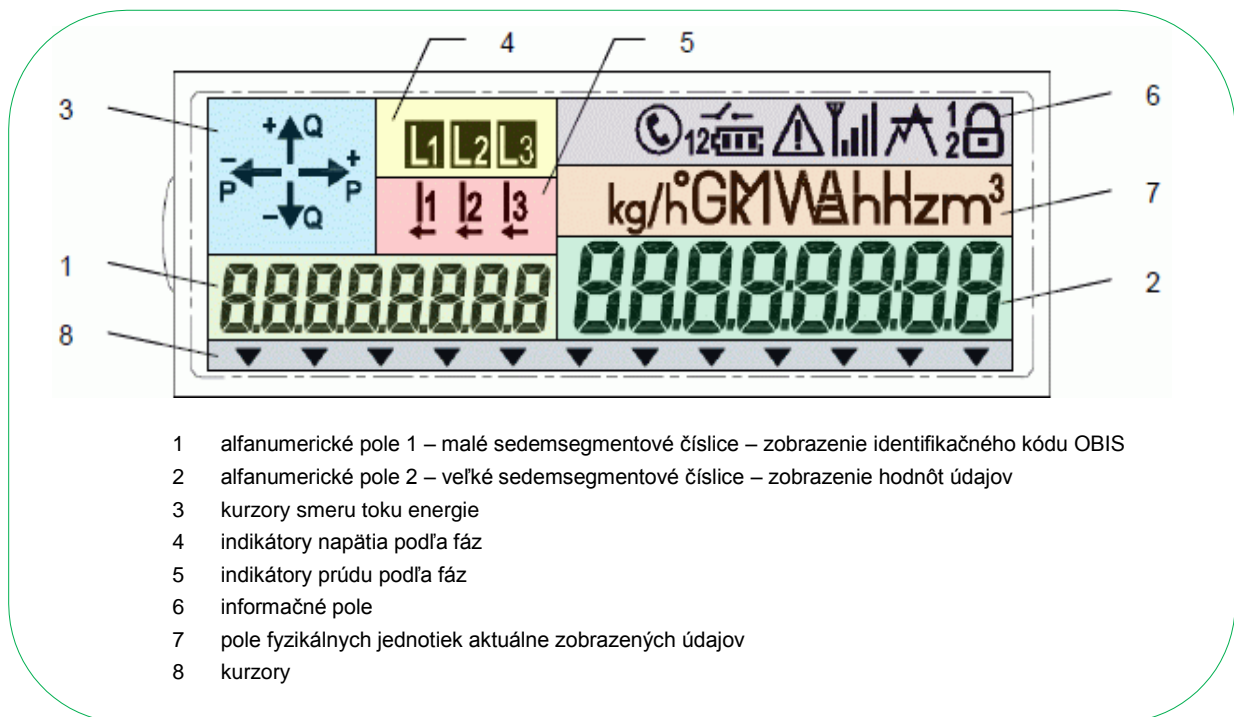 4 5
3 6
+ Q
- + P P
- Q
L1 L2 L3
I1 I2 I3
12 1 2
kg/h°GkMWAhHzm³ 7
1 8.8.8.8.8.8.8.8 8.8.8:8.8:8.8.8 2
8
1 alfanumerické pole 1 – malé sedemsegmentové číslice – zobrazenie identifikačného kódu OBIS
2 alfanumerické pole 2 – veľké sedemsegmentové číslice – zobrazenie hodnôt údajov
3 kurzory smeru toku energie
4 indikátory napätia podľa fáz
5 indikátory prúdu podľa fáz
6 informačné pole
7 pole fyzikálnych jednotiek aktuálne zobrazených údajov
8 kurzory